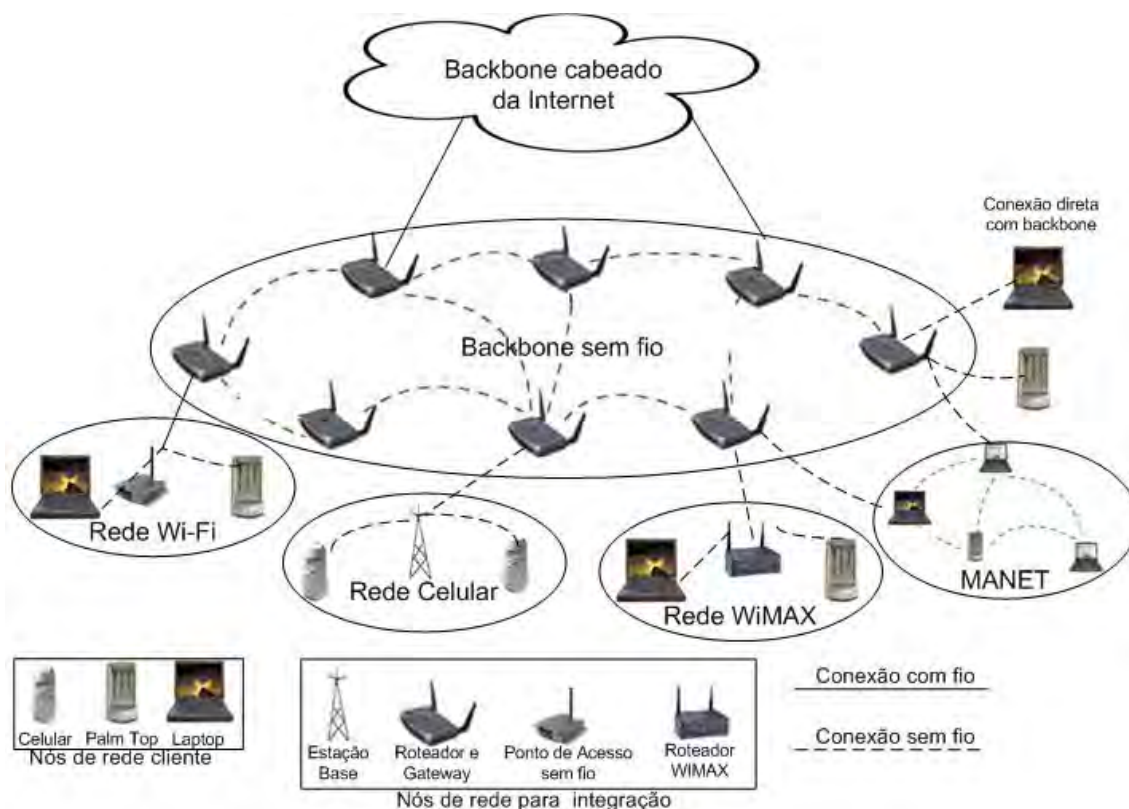 Backbone cabeado
da Internet
Conexão direta
com backbone
Backbone sem fio
Rede Wi-Fi
Rede Celular
Rede WiMAX
MANET
Celular
Palm Top
Laptop
Nós de rede cliente
Estação
Base
Roteador e
Gateway
Ponto de Acesso
sem fio
Roteador
WIMAX
Nós de rede para integração
Conexão com fio
Conexão sem fio